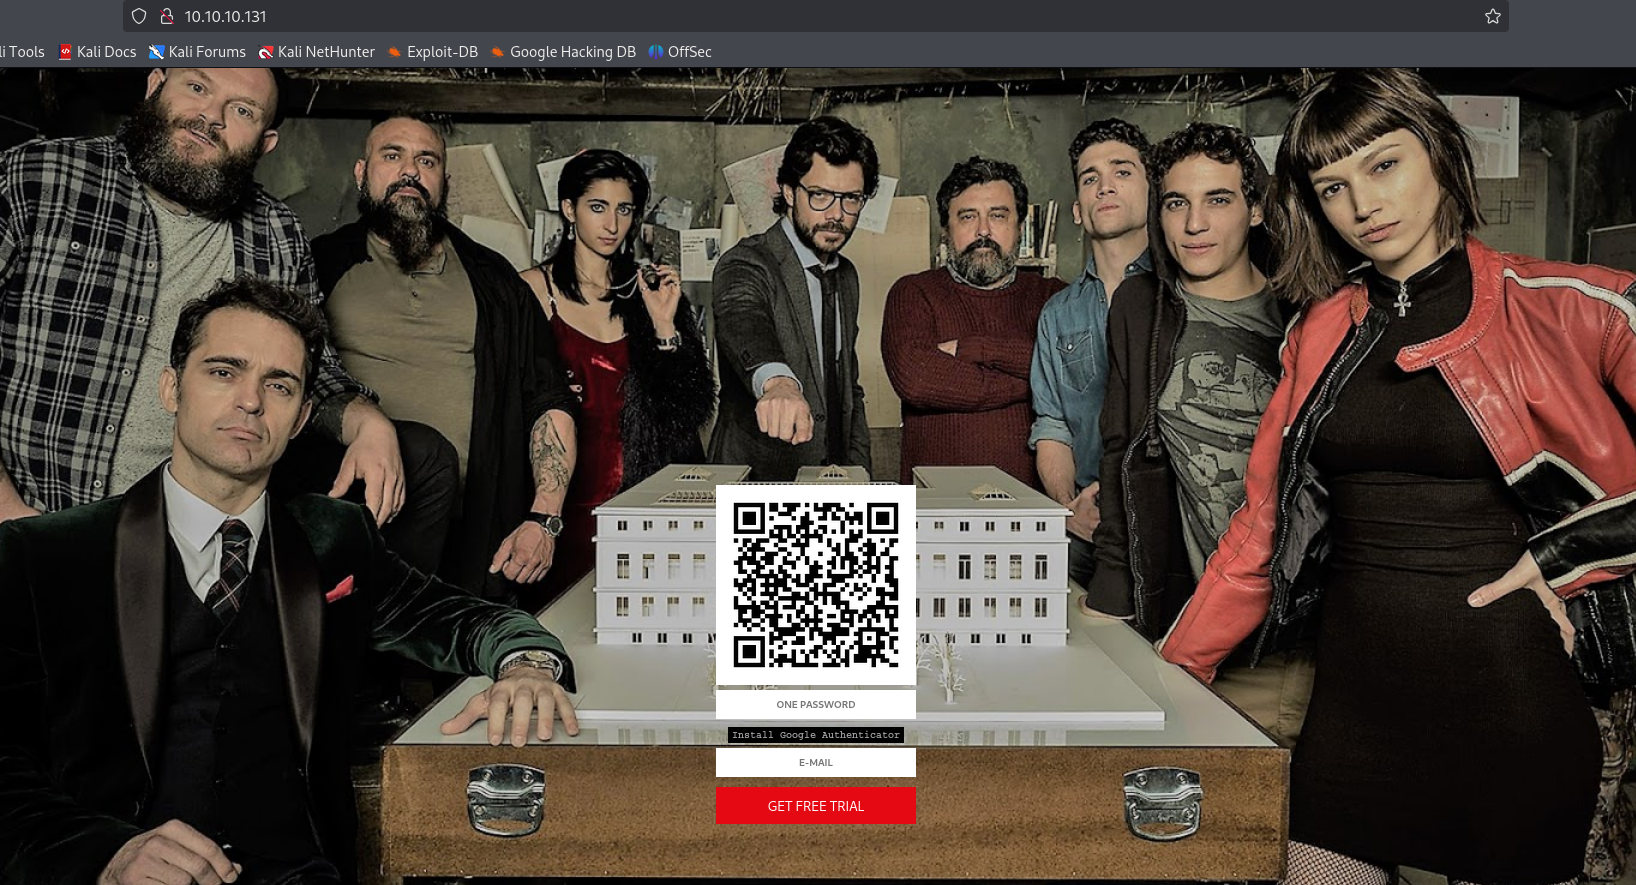 10.10.10.131
li Tools Kali Docs Kali Forums Kali NetHunter Exploit-DB Google Hacking DB OffSec
ONE PASSWORD
Install Google Authenticator
E-MAIL
GET FREE TRIAL